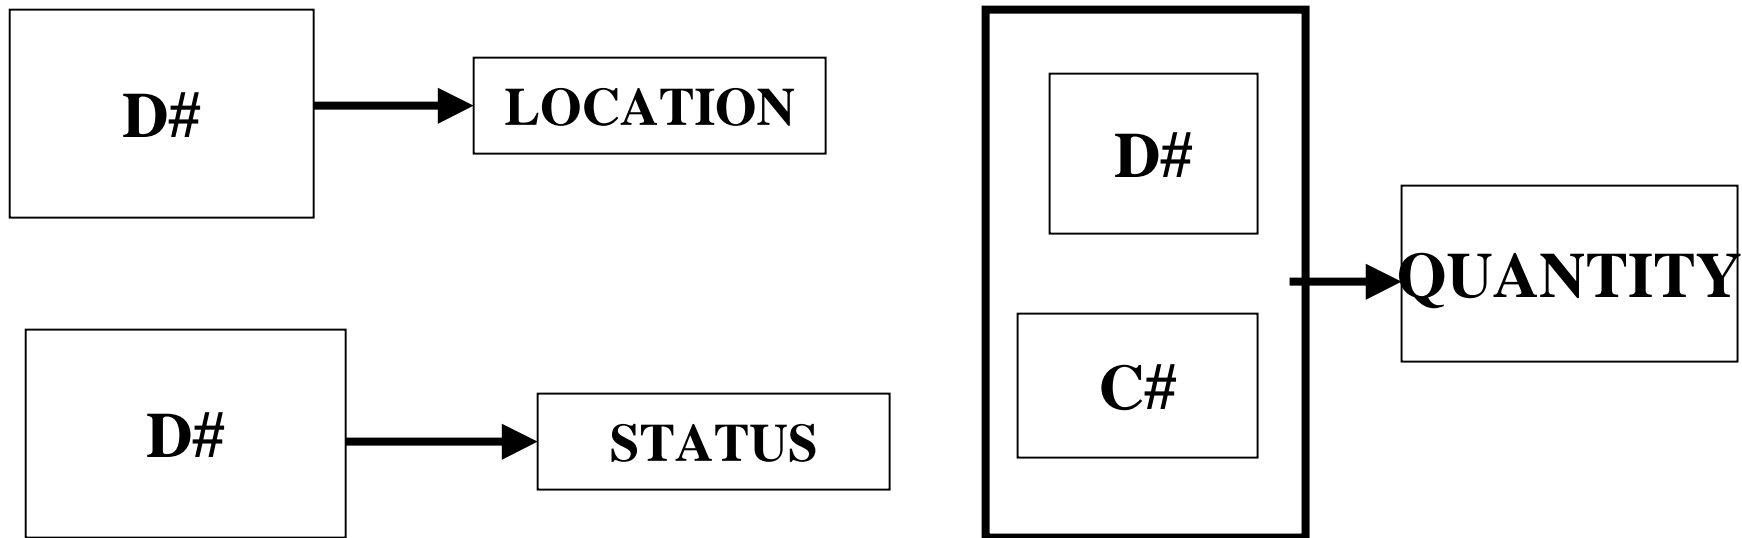 D#
LOCATION
D#
STATUS
D#
C#
QUANTITY